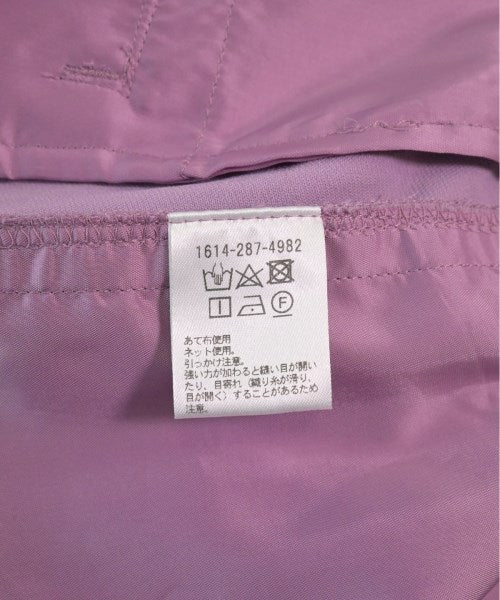 1614-287-4982
F
あて布使用
ネット使用。
引っかけ注意。
強い力が加わると縫い目が開い
たり、目寄れ（織り糸が滑り、
目が開く）することがあるため
注意。